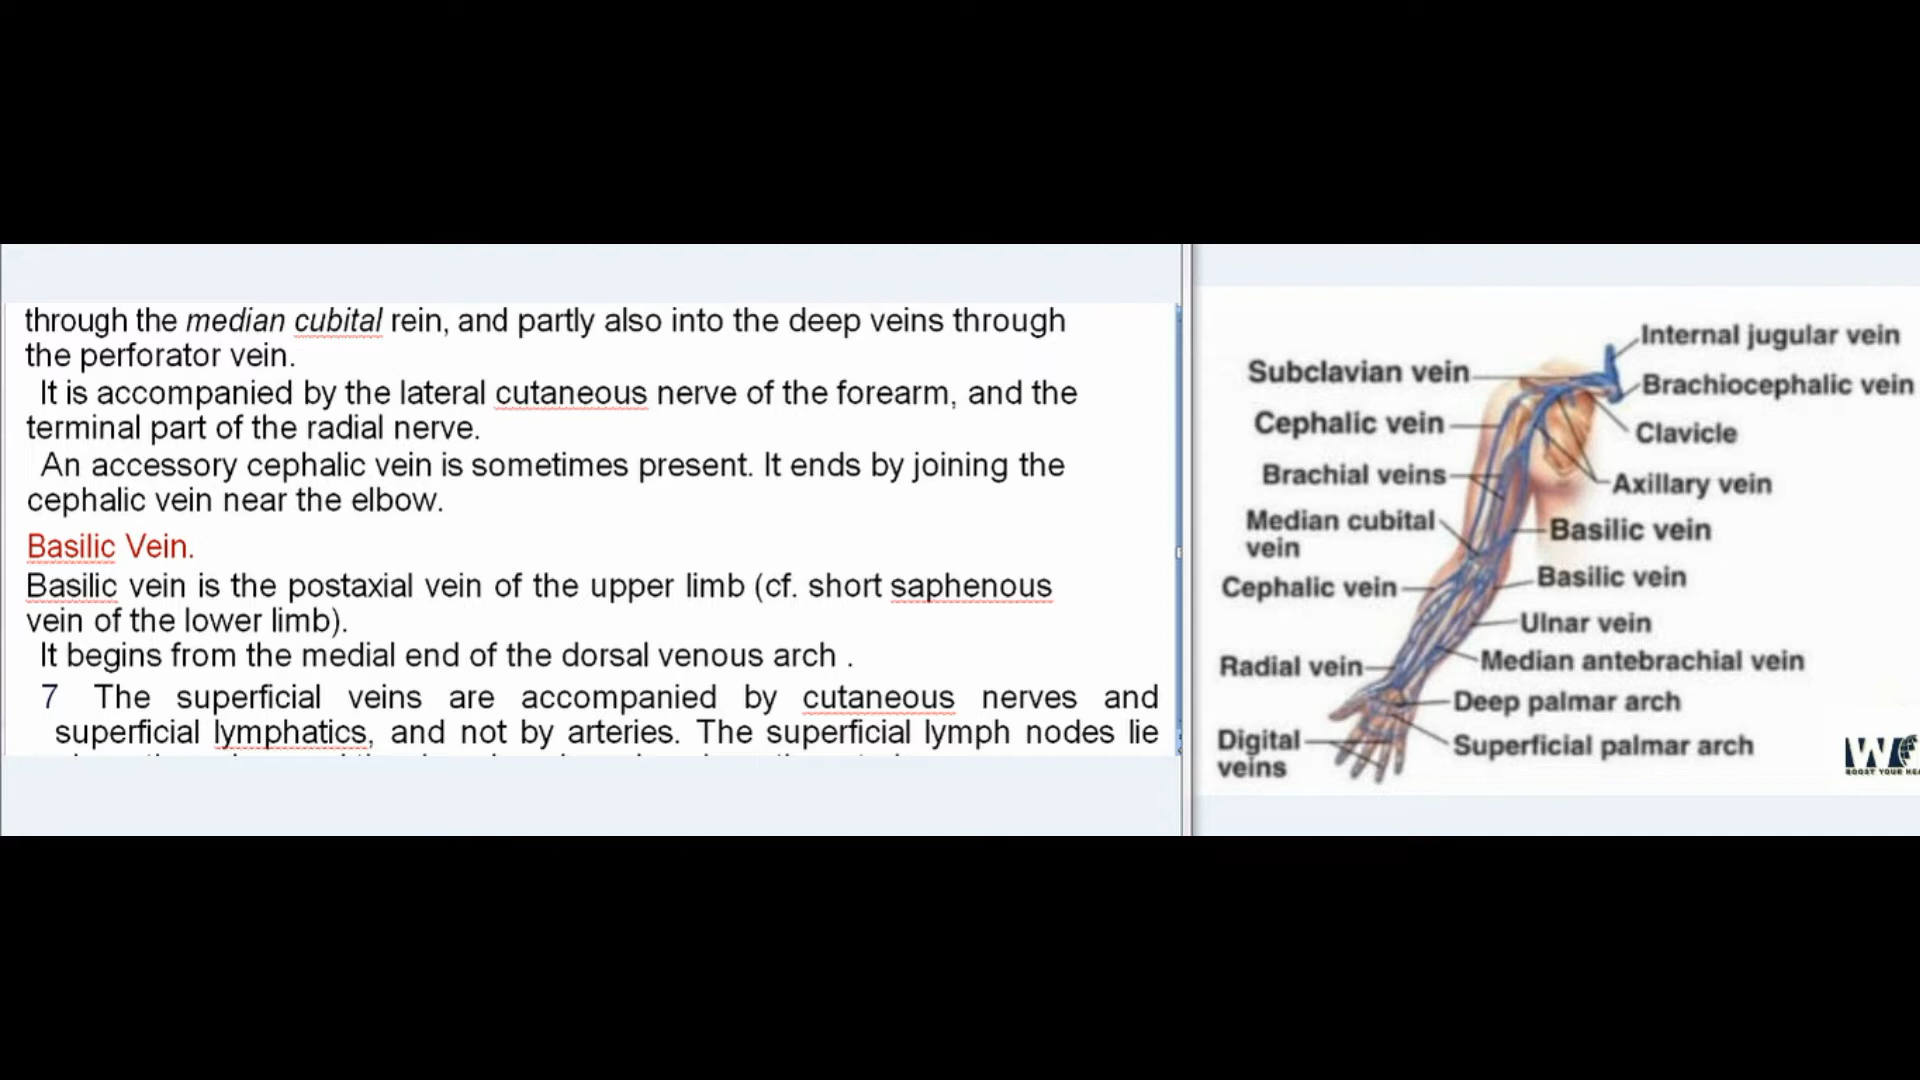 through the median cubital rein, and partly also into the deep veins through
the perforator vein.
It is accompanied by the lateral cutaneous nerve of the forearm, and the
terminal part of the radial nerve.
An accessory cephalic vein is sometimes present. It ends by joining the
cephalic vein near the elbow.
Basilic Vein.
Basilic vein is the postaxial vein of the upper limb (cf. short saphenous
vein of the lower limb).
It begins from the medial end of the dorsal venous arch .
7 The superficial veins are accompanied by cutaneous nerves and
superficial lymphatics, and not by arteries. The superficial lymph nodes lie
Internal jugular vein
Subclavian vein
Brachiocephalic vein
Cephalic vein
Clavicle
Brachial veins
Axillary vein
Median cubital
vein
Basilic vein
Cephalic vein
Basilic vein
Ulnar vein
Radial vein
Median antebrachial vein
Deep palmar arch
Digital
veins
Superficial palmar arch
BOOST YOUR